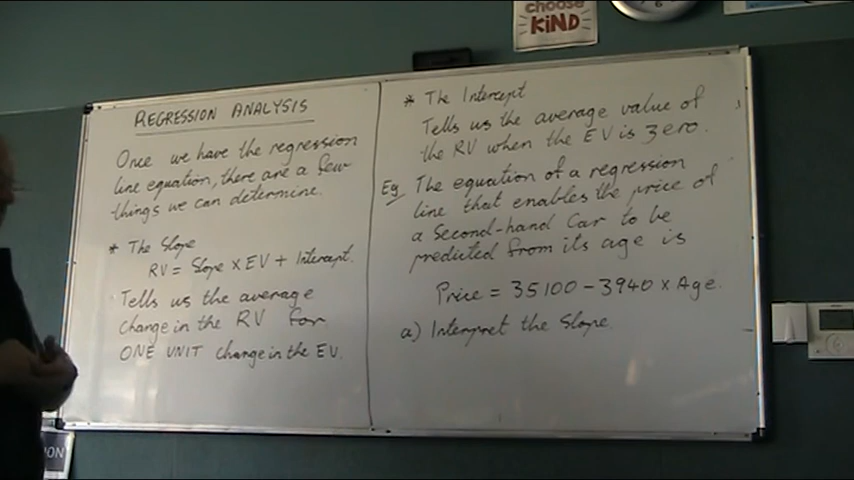 choose
KiND
REGRESSION ANALYSIS
Once we have the regression
line equation, there are a few
things we can determine.
* The Slope
RV = Slope × EV + Intercept.
Tells us the average
change in the RV for
ONE UNIT change in the EV.
* The Intercept
Tells us the average value of
the RV when the EV is zero.
Eg The equation of a regression
line that enables the price of
a Second-hand Car to be
predicted from its age is
Price = 35100 - 3940 × Age.
a) Interpret the Slope.
ION